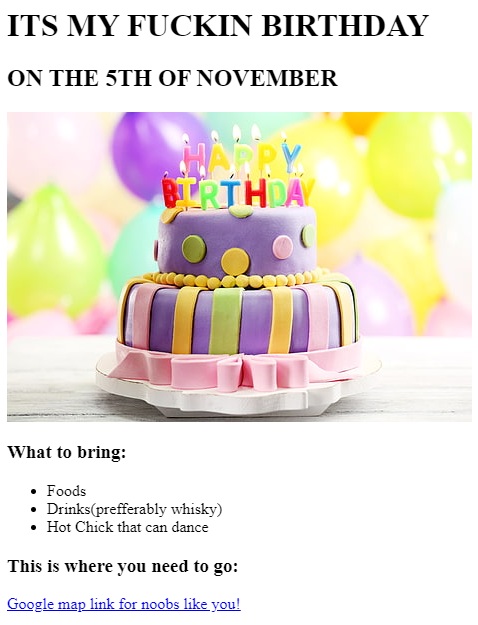 ITS MY FUCKIN BIRTHDAY
ON THE 5TH OF NOVEMBER
HAPPY
BIRTHDAY
What to bring:
Foods
Drinks(prefferably whisky)
Hot Chick that can dance
This is where you need to go:
Google map link for noobs like you!